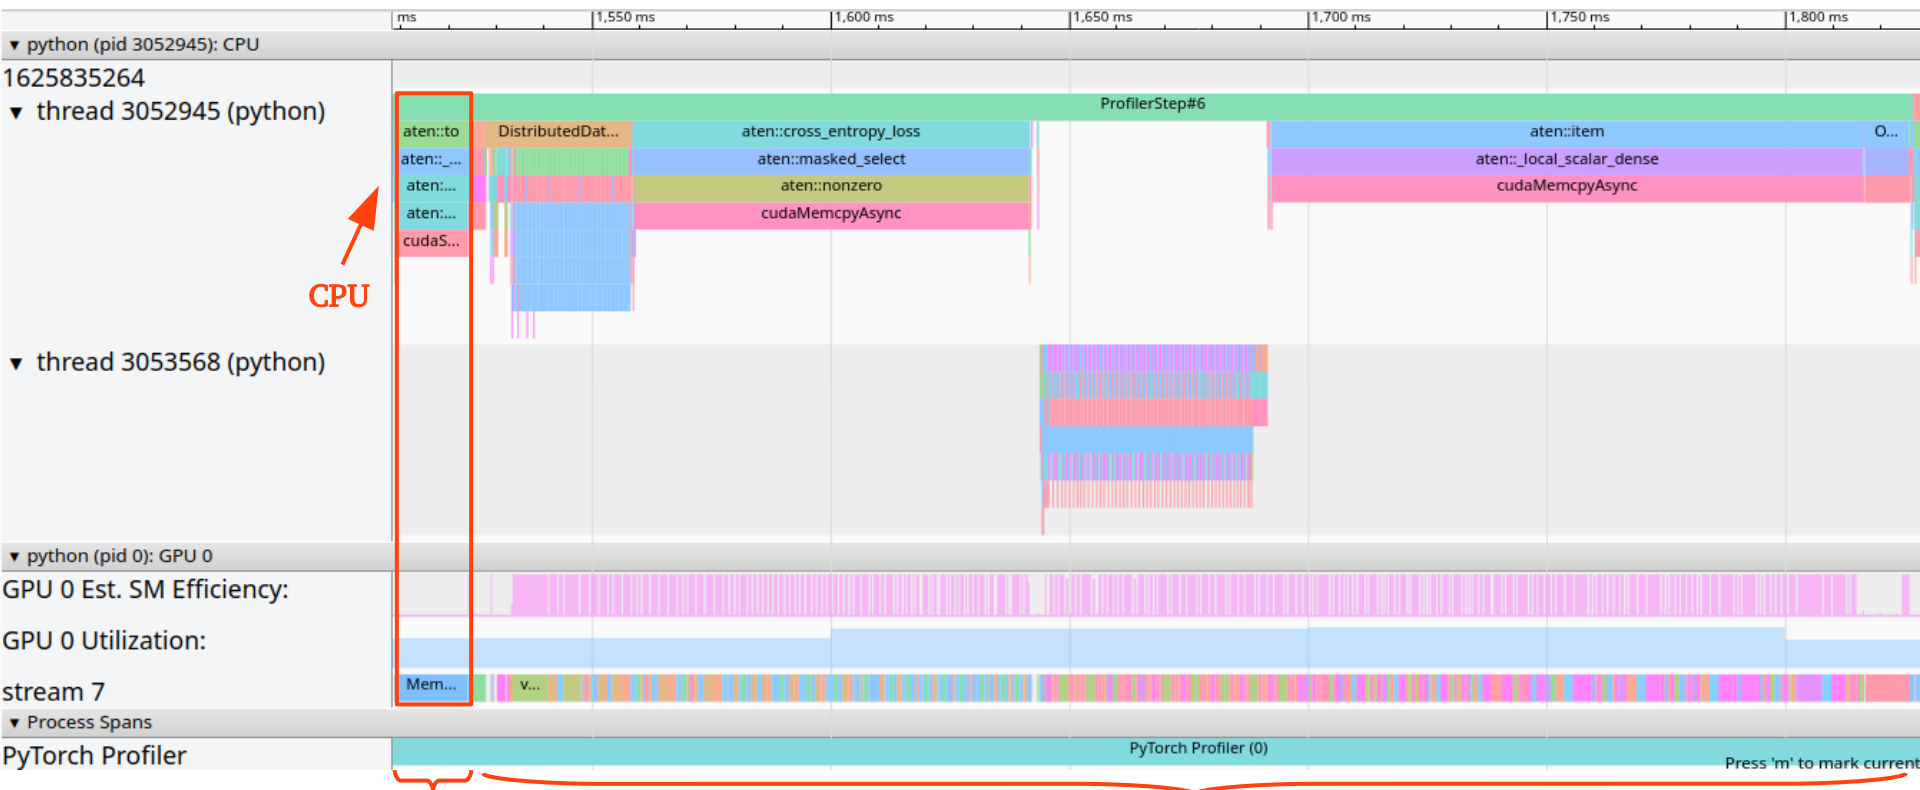 ms 1,550 ms 1,600 ms 1,650 ms 1,700 ms 1,750 ms 1,800 ms
▼ python (pid 3052945): CPU
1625835264
▼ thread 3052945 (python)
ProfilerStep#6
aten::to DistributedDat... aten::cross_entropy_loss aten::item O...
aten::_... aten::masked_select aten::_local_scalar_dense
aten:... aten::nonzero cudaMemcpyAsync
aten:... cudaMemcpyAsync
cudaS...
CPU
▼ thread 3053568 (python)
▼ python (pid 0): GPU 0
GPU 0 Est. SM Efficiency:
GPU 0 Utilization:
stream 7 Mem... v...
▼ Process Spans
PyTorch Profiler PyTorch Profiler (0)
Press 'm' to mark current